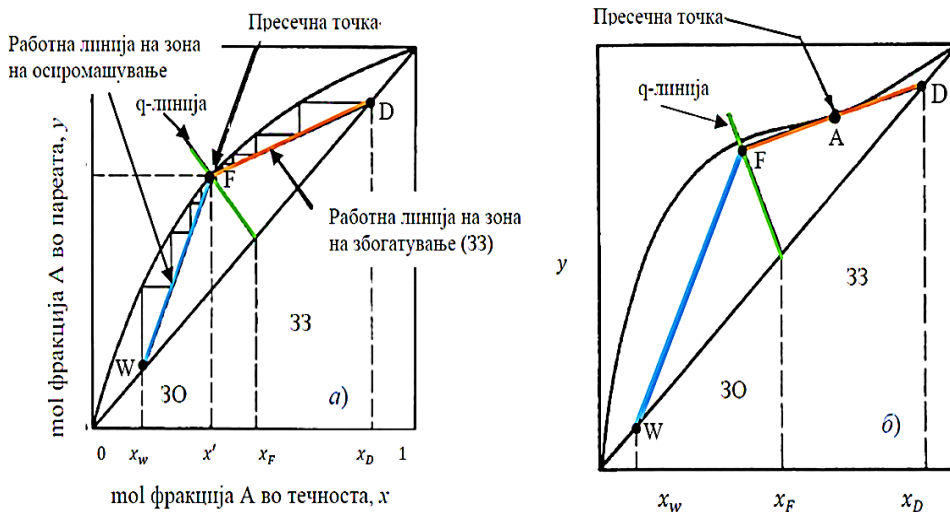 Пресечна точка
Работна линија на зона
на осиромашување
q-линија
D
F
Работна линија на зона
на збогатување (ЗЗ)
ЗЗ
W
ЗО
а)
mol фракција А во пареата, y
0
x_w
x′
x_F
x_D
1
mol фракција А во течноста, x
Пресечна точка
q-линија
D
A
F
y
ЗЗ
ЗО
W
б)
x_w
x_F
x_D